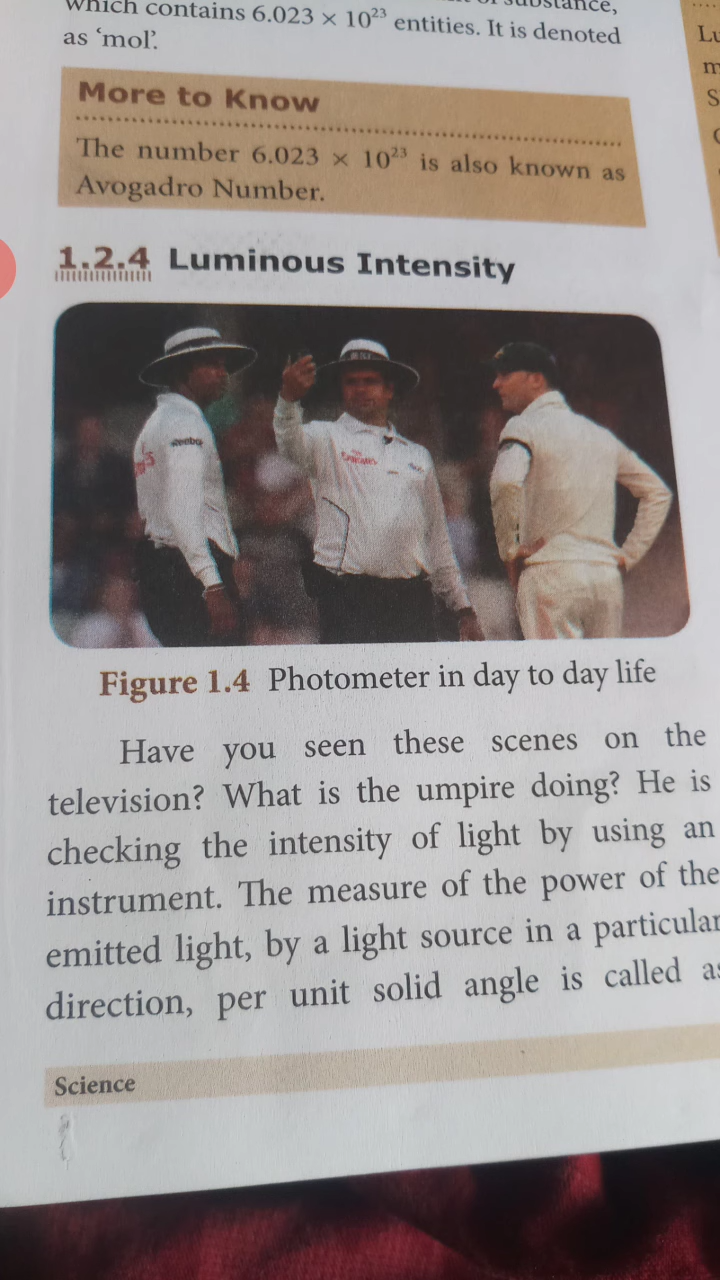 which contains 6.023 × 10²³ entities. It is denoted
as ‘mol’.
More to Know
The number 6.023 × 10²³ is also known as
Avogadro Number.
1.2.4 Luminous Intensity
Reebok
Emirates
Figure 1.4 Photometer in day to day life
Have you seen these scenes on the
television? What is the umpire doing? He is
checking the intensity of light by using an
instrument. The measure of the power of the
emitted light, by a light source in a particular
direction, per unit solid angle is called as
Science